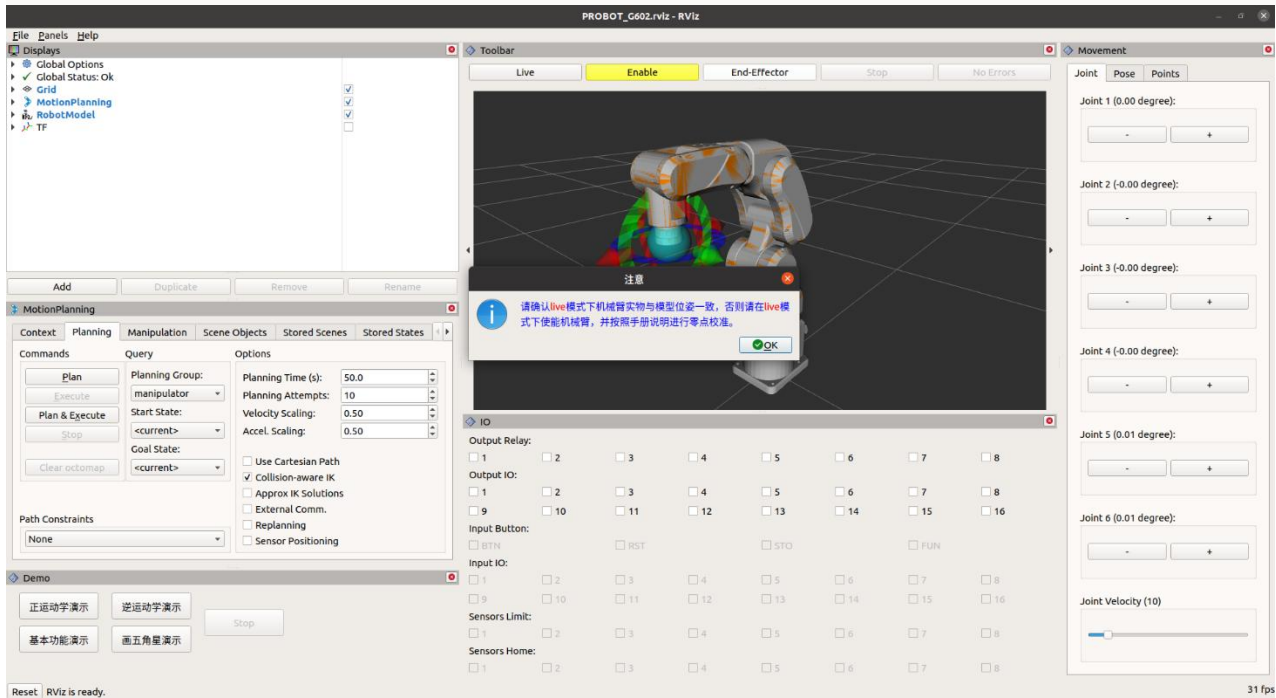 PROBOT_G602.rviz - RViz
File Panels Help
Displays
Global Options
Global Status: Ok
Grid
MotionPlanning
RobotModel
TF
Add Duplicate Remove Rename
MotionPlanning
Context Planning Manipulation Scene Objects Stored Scenes Stored States
Commands Query Options
Plan
Execute
Plan & Execute
Stop
Clear octomap
Planning Group:
manipulator
Start State:
<current>
Goal State:
<current>
Planning Time (s): 50.0
Planning Attempts: 10
Velocity Scaling: 0.50
Accel. Scaling: 0.50
Use Cartesian Path
Collision-aware IK
Approx IK Solutions
External Comm.
Replanning
Sensor Positioning
Path Constraints
None
Demo
正运动学演示 逆运动学演示
Stop
基本功能演示 画五角星演示
Reset RViz is ready.
Toolbar
Live Enable End-Effector Stop No Errors
注意
请确认live模式下机械臂实物与模型位姿一致，否则请在live模
式下使能机械臂，并按照手册说明进行零点校准。
OK
IO
Output Relay:
1 2 3 4 5 6 7 8
Output IO:
1 2 3 4 5 6 7 8
9 10 11 12 13 14 15 16
Input Button:
BTN RST STO FUN
Input IO:
1 2 3 4 5 6 7 8
9 10 11 12 13 14 15 16
Sensors Limit:
1 2 3 4 5 6 7 8
Sensors Home:
1 2 3 4 5 6 7 8
Movement
Joint Pose Points
Joint 1 (0.00 degree):
- +
Joint 2 (-0.00 degree):
- +
Joint 3 (-0.00 degree):
- +
Joint 4 (-0.00 degree):
- +
Joint 5 (0.01 degree):
- +
Joint 6 (0.01 degree):
- +
Joint Velocity (10)
31 fps